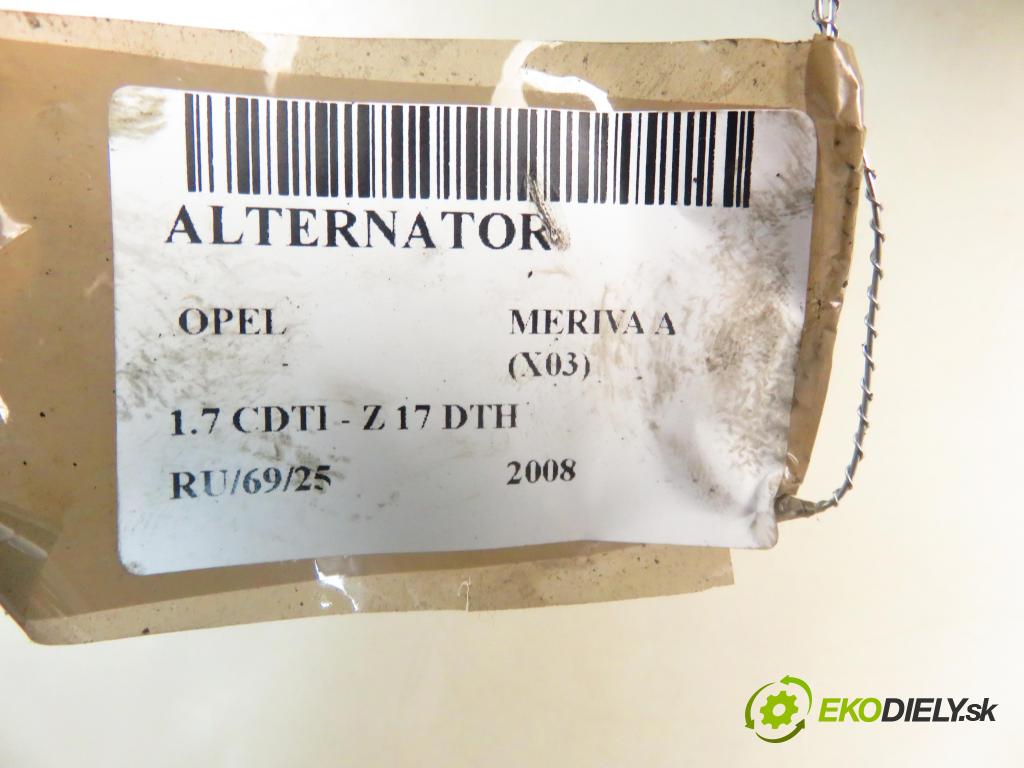 ALTERNATOR
OPEL MERIVA A
- (X03)
1.7 CDTI - Z 17 DTH
RU/69/25 2008
EKODIELY.sk